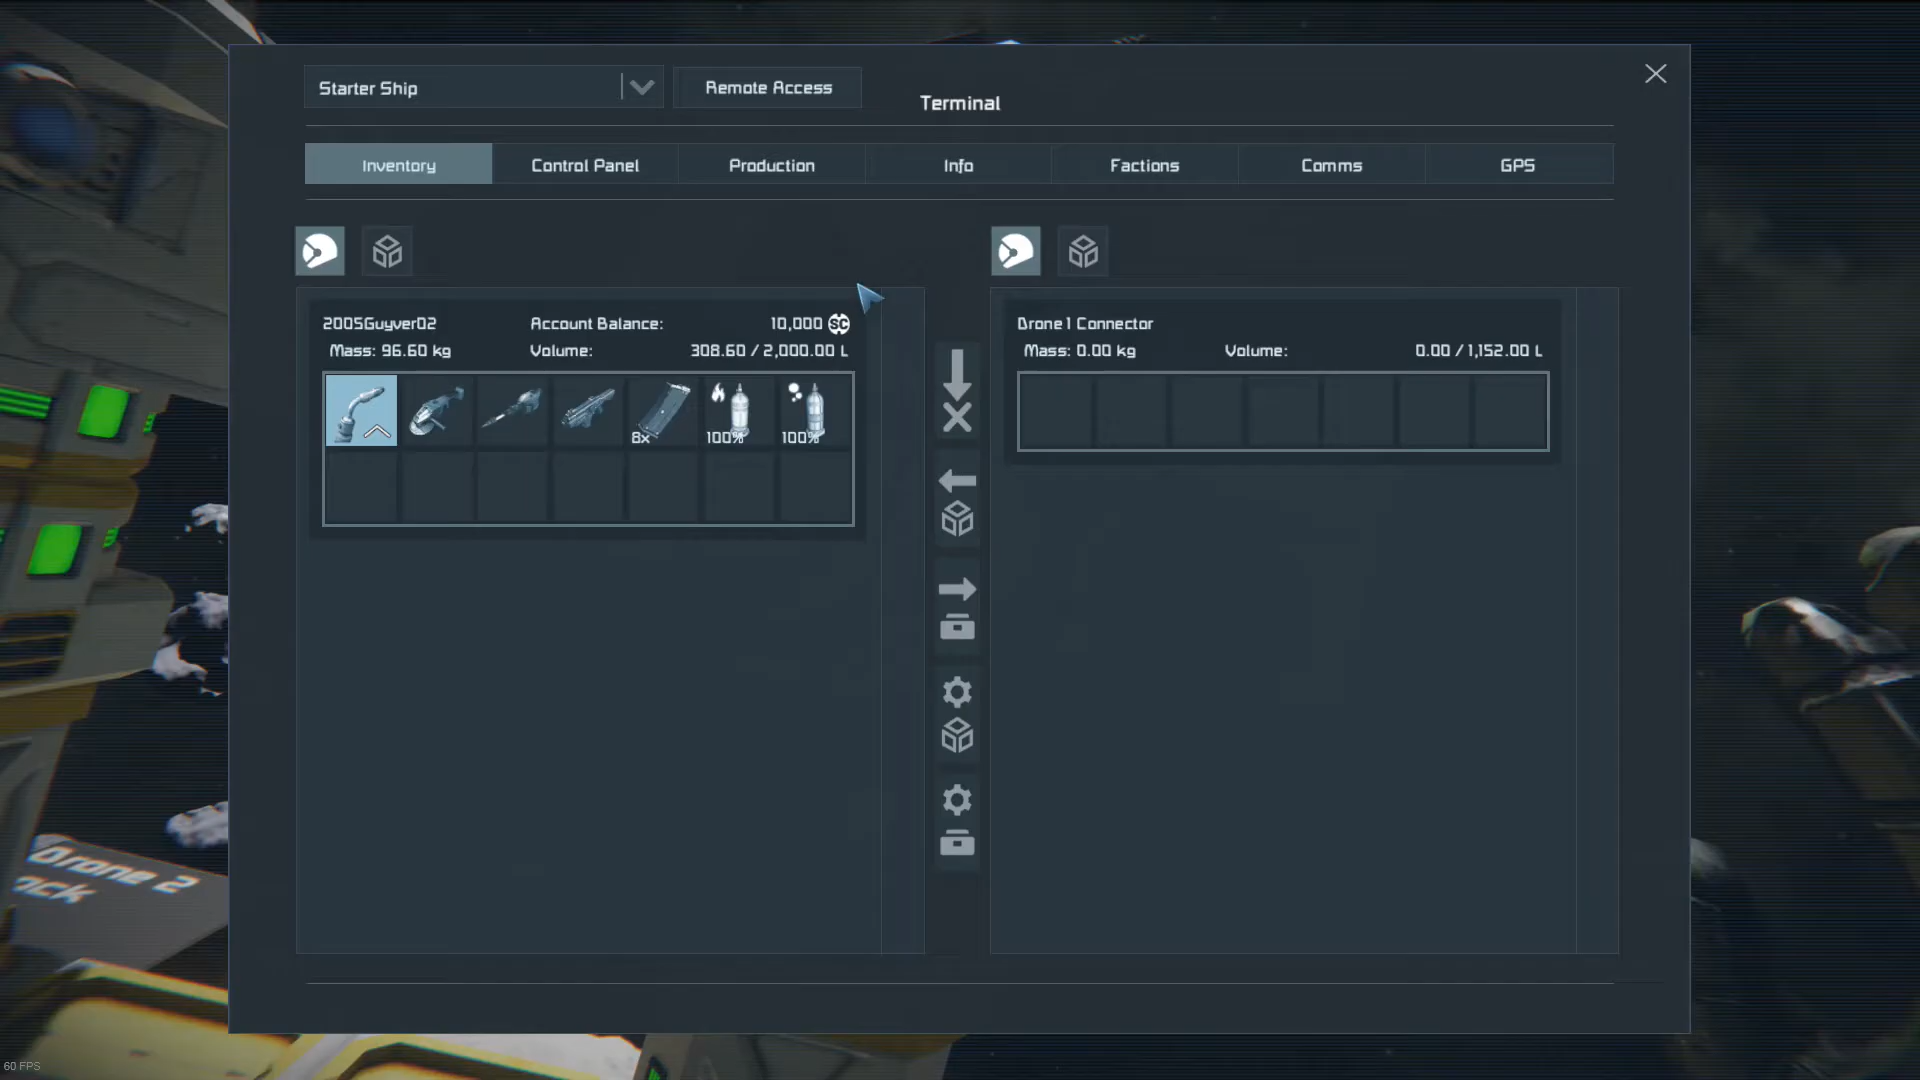 Starter Ship
Remote Access
Terminal
Inventory
Control Panel
Production
Info
Factions
Comms
GPS
2005Guyver02
Account Balance:
10,000 SC
Mass: 96.60 kg
Volume:
308.60 / 2,000.00 L
8x
100%
100%
Drone 1 Connector
Mass: 0.00 kg
Volume:
0.00 / 1,152.00 L
Drone 2
60 FPS